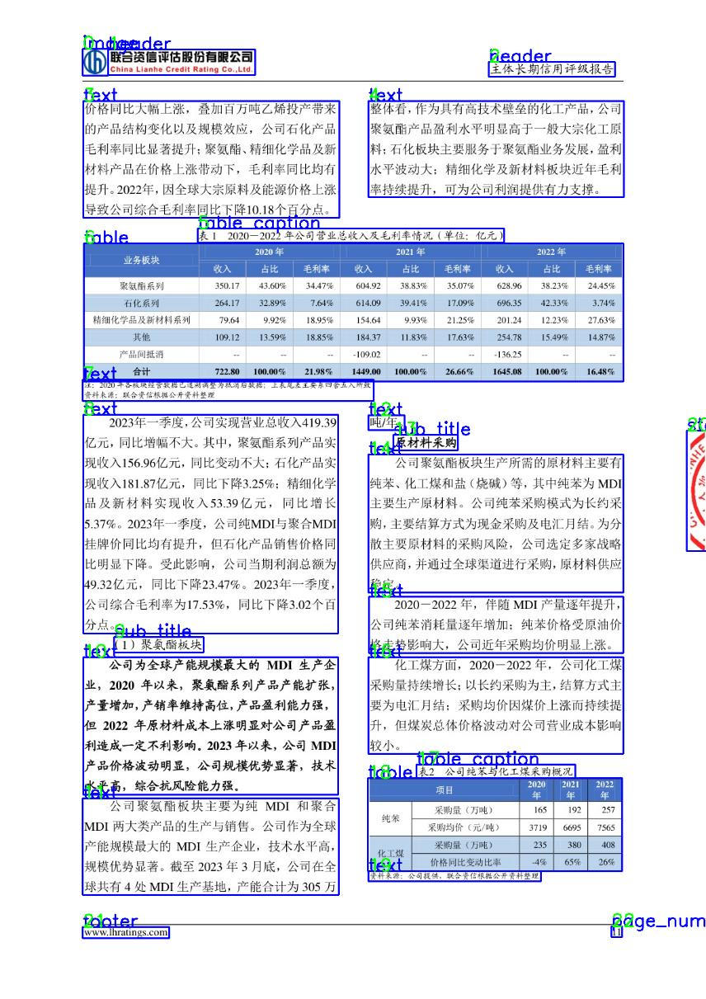 联合资信评估股份有限公司
China Lianhe Credit Rating Co.,Ltd.
主体长期信用评级报告
0 image
1 header
2 header
3 text
价格同比大幅上涨，叠加百万吨乙烯投产带来
的产品结构变化以及规模效应，公司石化产品
毛利率同比显著提升；聚氨酯、精细化学品及新
材料产品在价格上涨带动下，毛利率同比均有
提升。2022年，因全球大宗原料及能源价格上涨
导致公司综合毛利率同比下降10.18个百分点。
4 text
整体看，作为具有高技术壁垒的化工产品，公司
聚氨酯产品盈利水平明显高于一般大宗化工原
料；石化板块主要服务于聚氨酯业务发展，盈利
水平波动大；精细化学及新材料板块近年毛利
率持续提升，可为公司利润提供有力支撑。
5 table_caption
表 1 2020－2022 年公司营业总收入及毛利率情况（单位：亿元）
6 table
业务板块 2020 年 2021 年 2022 年
收入 占比 毛利率 收入 占比 毛利率 收入 占比 毛利率
聚氨酯系列 350.17 43.60% 34.47% 604.92 38.83% 35.07% 628.96 38.23% 24.45%
石化系列 264.17 32.89% 7.64% 614.09 39.41% 17.09% 696.35 42.33% 3.74%
精细化学品及新材料系列 79.64 9.92% 18.95% 154.64 9.93% 21.25% 201.24 12.23% 27.63%
其他 109.12 13.59% 18.85% 184.37 11.83% 17.63% 254.78 15.49% 14.87%
产品间抵消 -- -- -- -109.02 -- -- -136.25 -- --
合计 722.80 100.00% 21.98% 1449.00 100.00% 26.66% 1645.08 100.00% 16.48%
7 text
注：2020 年各板块经营数据已追溯调整为抵消后数据；上表尾差主要系四舍五入所致
资料来源：联合资信根据公开资料整理
8 text
2023年一季度，公司实现营业总收入419.39
亿元，同比增幅不大。其中，聚氨酯系列产品实
现收入156.96亿元，同比变动不大；石化产品实
现收入181.87亿元，同比下降3.25%；精细化学
品及新材料实现收入53.39亿元，同比增长
5.37%。2023年一季度，公司纯MDI与聚合MDI
挂牌价同比均有提升，但石化产品销售价格同
比明显下降。受此影响，公司当期利润总额为
49.32亿元，同比下降23.47%。2023年一季度，
公司综合毛利率为17.53%，同比下降3.02个百
分点。
9 sub_title
（1）聚氨酯板块
10 text
公司为全球产能规模最大的 MDI 生产企
业，2020 年以来，聚氨酯系列产品产能扩张，
产量增加，产销率维持高位，产品盈利能力强，
但 2022 年原材料成本上涨明显对公司产品盈
利造成一定不利影响。2023 年以来，公司 MDI
产品价格波动明显，公司规模优势显著，技术
水平高，综合抗风险能力强。
11 text
公司聚氨酯板块主要为纯 MDI 和聚合
MDI 两大类产品的生产与销售。公司作为全球
产能规模最大的 MDI 生产企业，技术水平高，
规模优势显著。截至 2023 年 3 月底，公司在全
球共有 4 处 MDI 生产基地，产能合计为 305 万
12 text
吨/年。
13 sub_title
原材料采购
14 text
公司聚氨酯板块生产所需的原材料主要有
纯苯、化工煤和盐（烧碱）等，其中纯苯为 MDI
主要生产原材料。公司纯苯采购模式为长约采
购，主要结算方式为现金采购及电汇月结。为分
散主要原材料的采购风险，公司选定多家战略
供应商，并通过全球渠道进行采购，原材料供应
稳定。
15 text
2020－2022 年，伴随 MDI 产量逐年提升，
公司纯苯消耗量逐年增加；纯苯价格受原油价
格走势影响大，公司近年采购均价明显上涨。
16 text
化工煤方面，2020－2022 年，公司化工煤
采购量持续增长；以长约采购为主，结算方式主
要为电汇月结；采购均价因煤价上涨而持续提
升，但煤炭总体价格波动对公司营业成本影响
较小。
17 table_caption
表2 公司纯苯与化工煤采购概况
18 table
项目 2020年 2021年 2022年
纯苯 采购量（万吨） 165 192 257
采购均价（元/吨） 3719 6695 7565
化工煤 采购量（万吨） 235 380 408
价格同比变动比率 -4% 65% 26%
19 text
资料来源：公司提供，联合资信根据公开资料整理
21 footer
www.lhratings.com
22 page_num
11